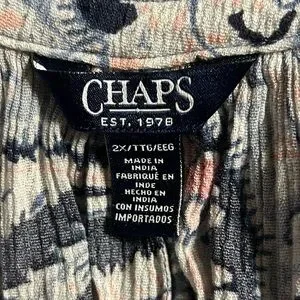 CHAPS
EST. 1978
2X/TTG/EEG
MADE IN
INDIA
FABRIQUÉ EN
INDE
HECHO EN
INDIA
CON INSUMOS
IMPORTADOS